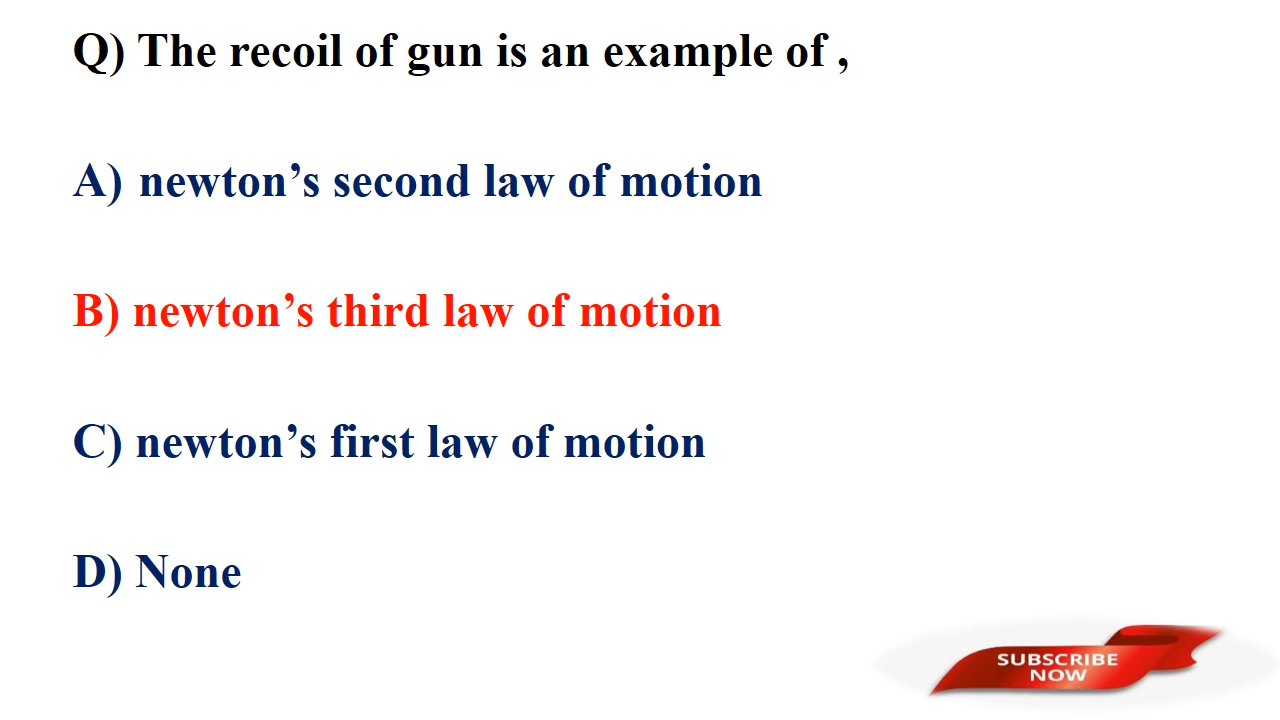 Q) The recoil of gun is an example of ,
A) newton’s second law of motion
B) newton’s third law of motion
C) newton’s first law of motion
D) None
SUBSCRIBE
NOW